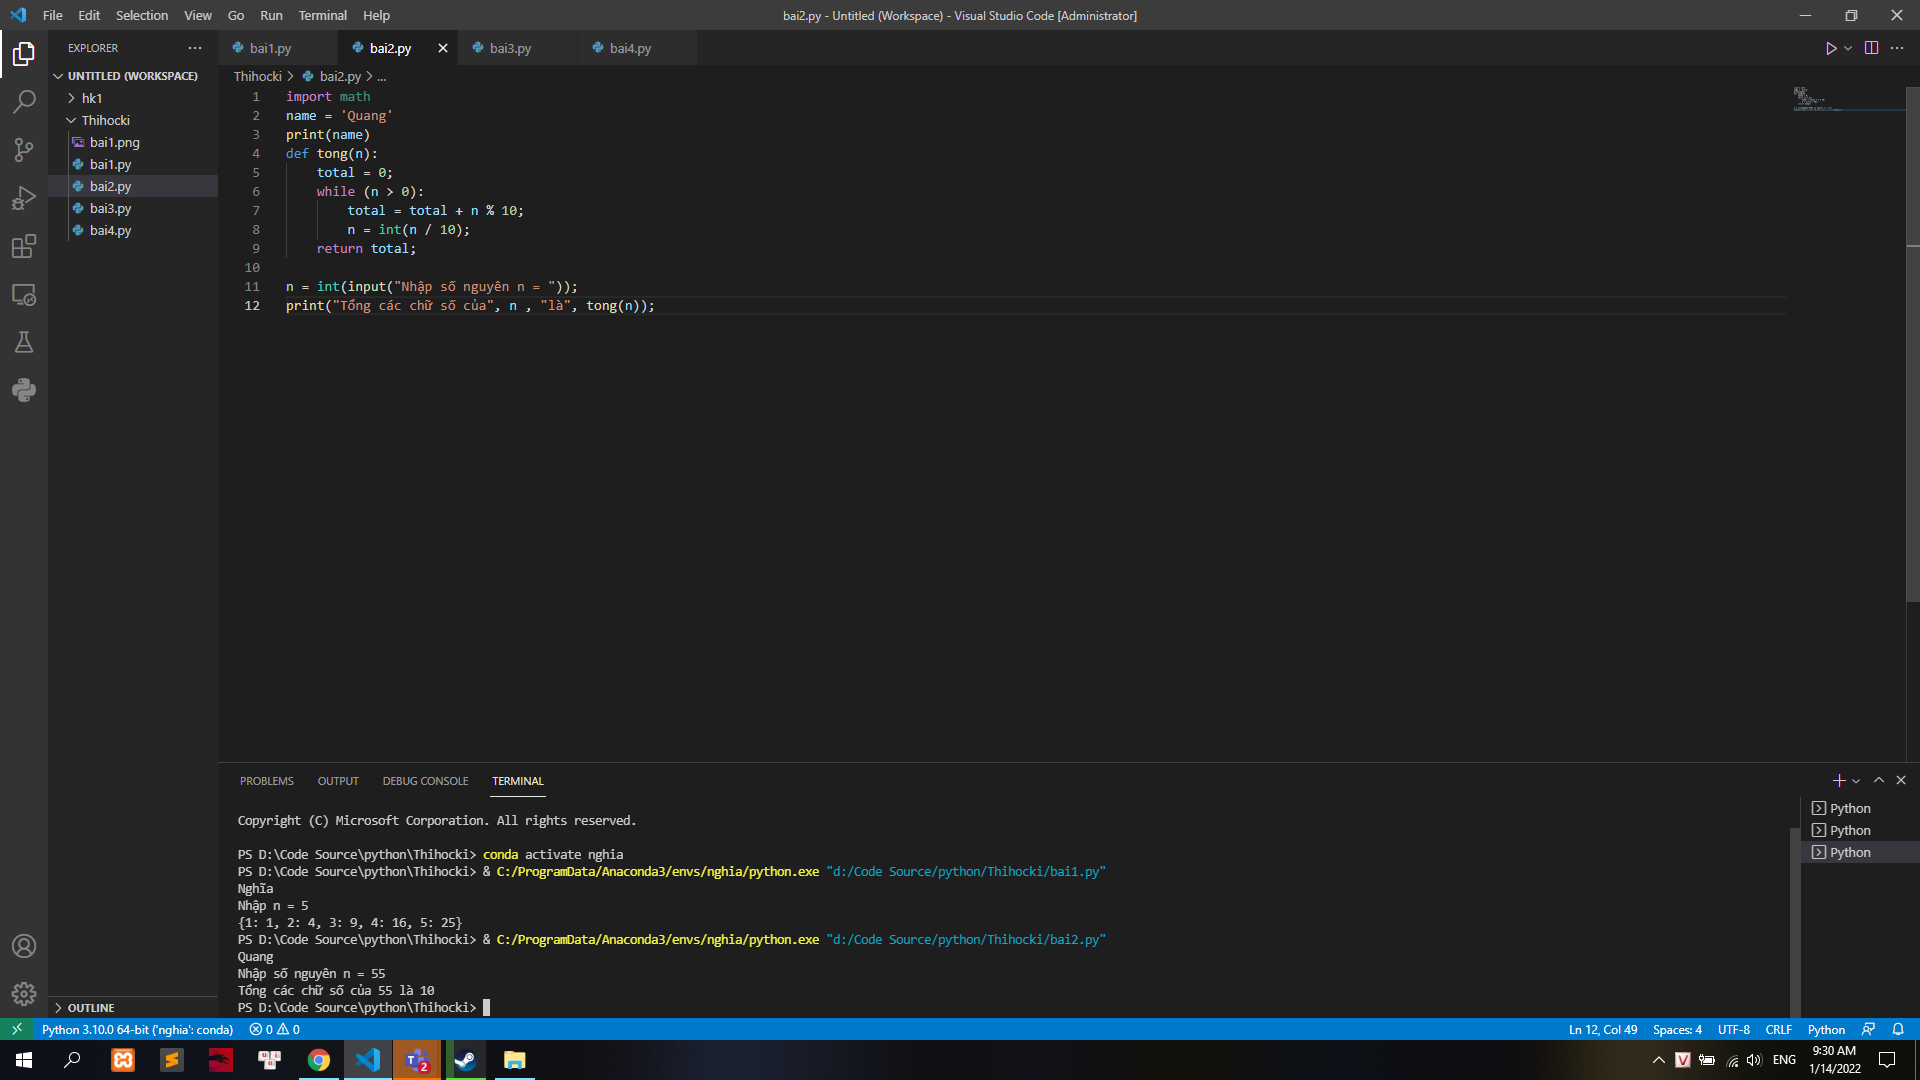 File Edit Selection View Go Run Terminal Help
bai2.py - Untitled (Workspace) - Visual Studio Code [Administrator]
EXPLORER ...
bai1.py bai2.py bai3.py bai4.py
UNTITLED (WORKSPACE)
hk1
Thihocki
bai1.png
bai1.py
bai2.py
bai3.py
bai4.py
OUTLINE
Thihocki > bai2.py > ...
1 import math
2 name = 'Quang'
3 print(name)
4 def tong(n):
5     total = 0;
6     while (n > 0):
7         total = total + n % 10;
8         n = int(n / 10);
9     return total;
10
11 n = int(input("Nhập số nguyên n = "));
12 print("Tổng các chữ số của", n , "là", tong(n));
PROBLEMS OUTPUT DEBUG CONSOLE TERMINAL
Copyright (C) Microsoft Corporation. All rights reserved.
PS D:\Code Source\python\Thihocki> conda activate nghia
PS D:\Code Source\python\Thihocki> & C:/ProgramData/Anaconda3/envs/nghia/python.exe "d:/Code Source/python/Thihocki/bai1.py"
Nghĩa
Nhập n = 5
{1: 1, 2: 4, 3: 9, 4: 16, 5: 25}
PS D:\Code Source\python\Thihocki> & C:/ProgramData/Anaconda3/envs/nghia/python.exe "d:/Code Source/python/Thihocki/bai2.py"
Quang
Nhập số nguyên n = 55
Tổng các chữ số của 55 là 10
PS D:\Code Source\python\Thihocki>
Python
Python
Python
Python 3.10.0 64-bit ('nghia': conda) 0 0
Ln 12, Col 49 Spaces: 4 UTF-8 CRLF Python
ENG
9:30 AM
1/14/2022